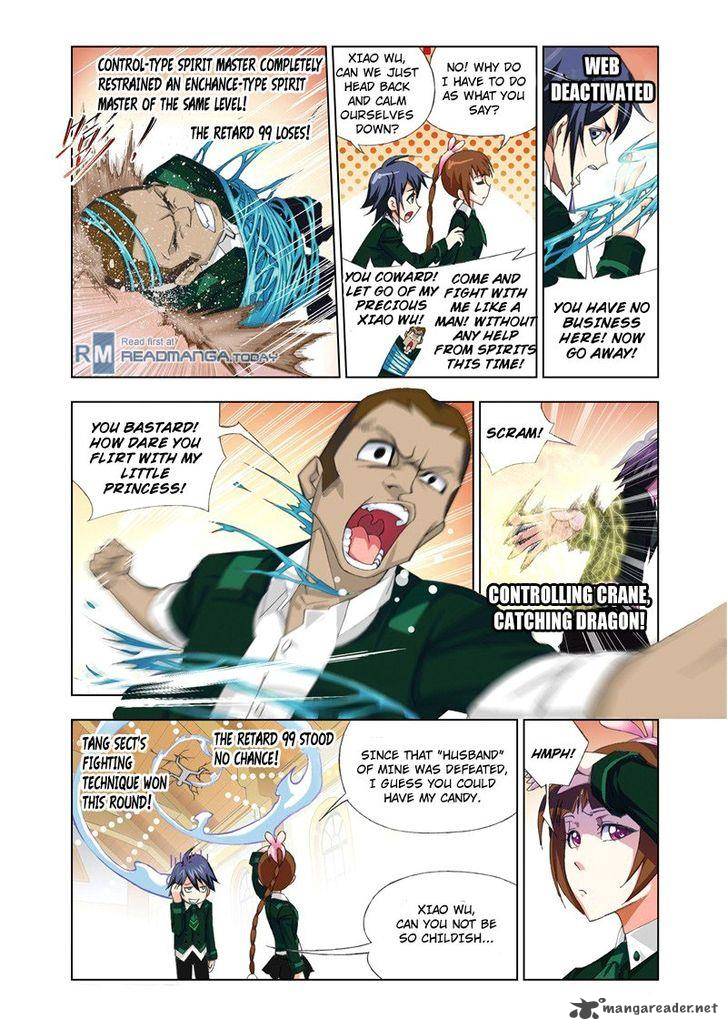 CONTROL-TYPE SPIRIT MASTER COMPLETELY
RESTRAINED AN ENCHANCE-TYPE SPIRIT
MASTER OF THE SAME LEVEL!
THE RETARD 99 LOSES!
XIAO WU,
CAN WE JUST
HEAD BACK
AND CALM
OURSELVES
DOWN?
NO! WHY DO
I HAVE TO DO
AS WHAT YOU
SAY?
YOU COWARD!
LET GO OF MY
PRECIOUS
XIAO WU!
COME AND
FIGHT WITH
ME LIKE A
MAN! WITHOUT
ANY HELP
FROM SPIRITS
THIS TIME!
WEB
DEACTIVATED
YOU HAVE NO
BUSINESS
HERE! NOW
GO AWAY!
RM
Read first at
READMANGA.TODAY
YOU BASTARD!
HOW DARE YOU
FLIRT WITH MY
LITTLE
PRINCESS!
SCRAM!
CONTROLLING CRANE,
CATCHING DRAGON!
TANG SECT'S
FIGHTING
TECHNIQUE WON
THIS ROUND!
THE RETARD 99 STOOD
NO CHANCE!
SINCE THAT "HUSBAND"
OF MINE WAS DEFEATED,
I GUESS YOU COULD
HAVE MY CANDY.
XIAO WU,
CAN YOU NOT BE
SO CHILDISH...
HMPH!
mangareader.net